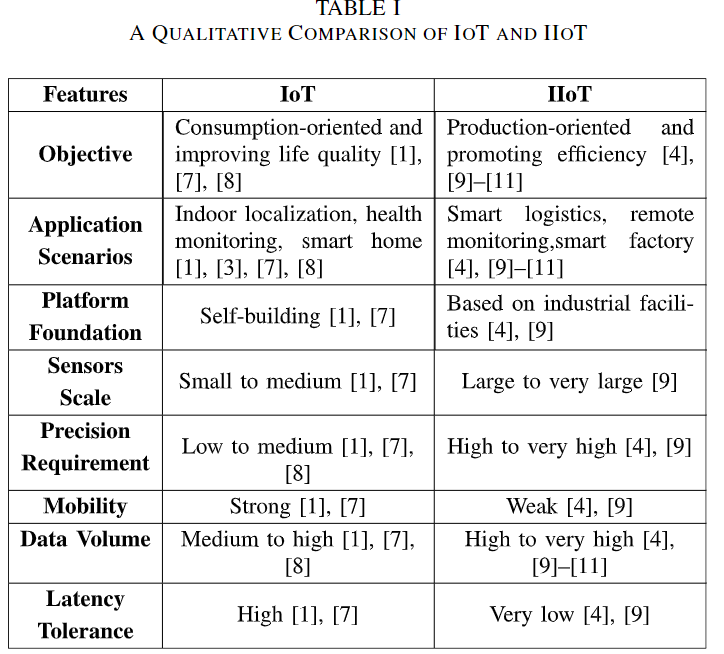 TABLE I
A QUALITATIVE COMPARISON OF IOT AND IIOT
Features IoT IIoT
Objective
Consumption-oriented and
improving life quality [1],
[7], [8]
Production-oriented and
promoting efficiency [4],
[9]–[11]
Application
Scenarios
Indoor localization, health
monitoring, smart home
[1], [3], [7], [8]
Smart logistics, remote
monitoring,smart factory
[4], [9]–[11]
Platform
Foundation
Self-building [1], [7]
Based on industrial facili-
ties [4], [9]
Sensors
Scale
Small to medium [1], [7]
Large to very large [9]
Precision
Requirement
Low to medium [1], [7],
[8]
High to very high [4], [9]
Mobility
Strong [1], [7]
Weak [4], [9]
Data Volume
Medium to high [1], [7],
[8]
High to very high [4],
[9]–[11]
Latency
Tolerance
High [1], [7]
Very low [4], [9]